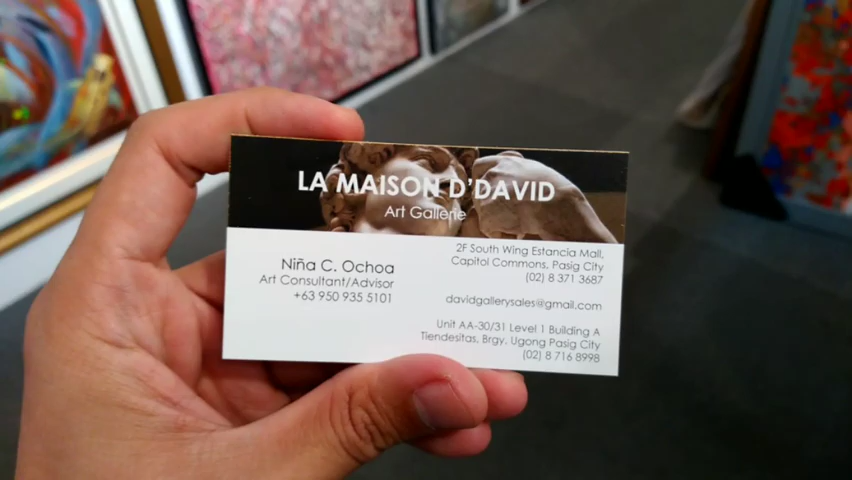 LA MAISON D'DAVID
Art Gallerie
Niña C. Ochoa
Art Consultant/Advisor
+63 950 935 5101
2F South Wing Estancia Mall,
Capitol Commons, Pasig City
(02) 8 371 3687
davidgallerysales@gmail.com
Unit AA-30/31 Level 1 Building A
Tiendesitas, Brgy. Ugong Pasig City
(02) 8 716 8998